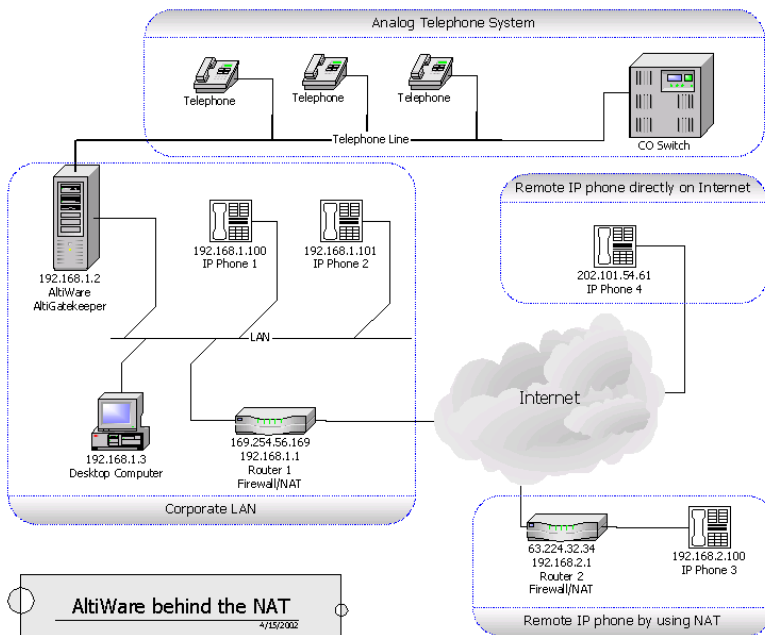 Analog Telephone System
Telephone
Telephone
Telephone
Telephone Line
CO Switch
192.168.1.2
AltiWare
AltiGatekeeper
192.168.1.100
IP Phone 1
192.168.1.101
IP Phone 2
LAN
192.168.1.3
Desktop Computer
169.254.56.169
192.168.1.1
Router 1
Firewall/NAT
Corporate LAN
Remote IP phone directly on Internet
202.101.54.61
IP Phone 4
Internet
63.224.32.34
192.168.2.1
Router 2
Firewall/NAT
192.168.2.100
IP Phone 3
Remote IP phone by using NAT
AltiWare behind the NAT
4/15/2002